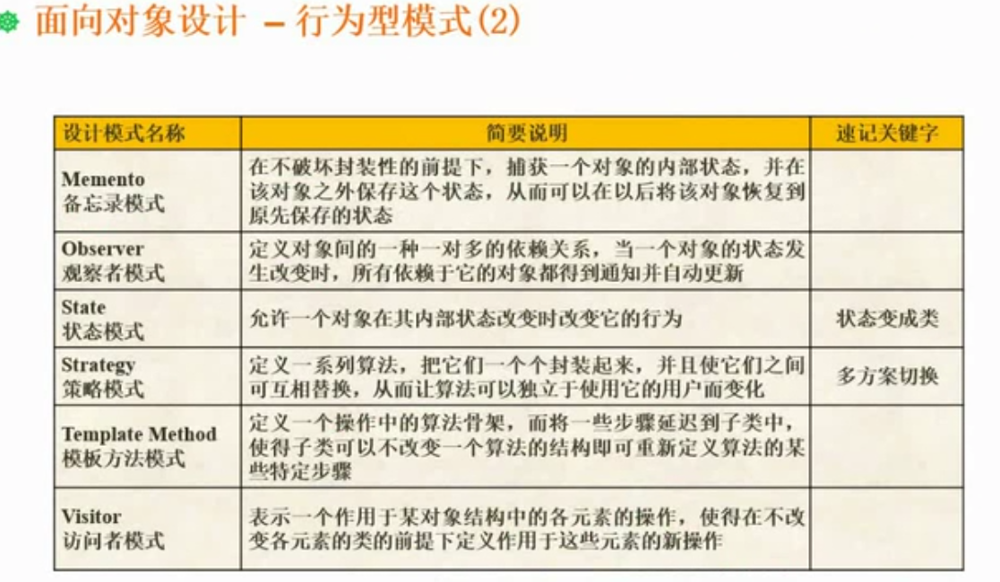 面向对象设计 – 行为型模式(2)
设计模式名称
简要说明
速记关键字
Memento
备忘录模式
在不破坏封装性的前提下，捕获一个对象的内部状态，并在
该对象之外保存这个状态，从而可以在以后将该对象恢复到
原先保存的状态
Observer
观察者模式
定义对象间的一种一对多的依赖关系，当一个对象的状态发
生改变时，所有依赖于它的对象都得到通知并自动更新
State
状态模式
允许一个对象在其内部状态改变时改变它的行为
状态变成类
Strategy
策略模式
定义一系列算法，把它们一个个封装起来，并且使它们之间
可互相替换，从而让算法可以独立于使用它的用户而变化
多方案切换
Template Method
模板方法模式
定义一个操作中的算法骨架，而将一些步骤延迟到子类中，
使得子类可以不改变一个算法的结构即可重新定义算法的某
些特定步骤
Visitor
访问者模式
表示一个作用于某对象结构中的各元素的操作，使得在不改
变各元素的类的前提下定义作用于这些元素的新操作